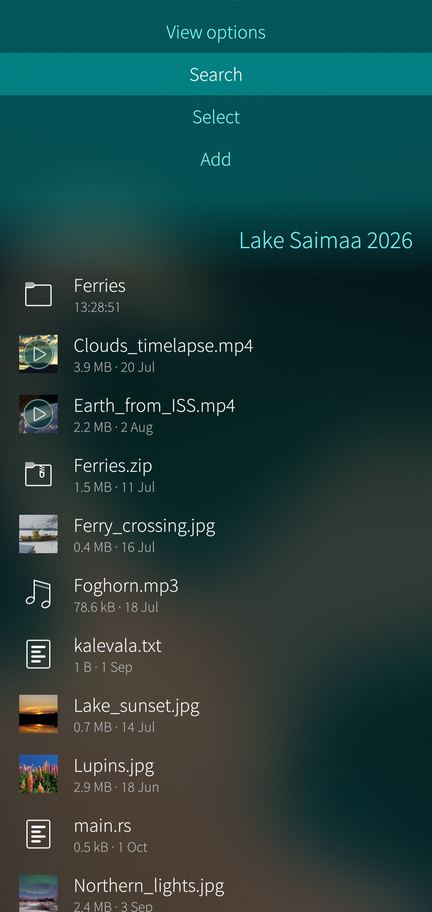 View options
Search
Select
Add
Lake Saimaa 2026
Ferries
13:28:51
Clouds_timelapse.mp4
3.9 MB · 20 Jul
Earth_from_ISS.mp4
2.2 MB · 2 Aug
Ferries.zip
1.5 MB · 11 Jul
Ferry_crossing.jpg
0.4 MB · 16 Jul
Foghorn.mp3
78.6 kB · 18 Jul
kalevala.txt
1 B · 1 Sep
Lake_sunset.jpg
0.7 MB · 14 Jul
Lupins.jpg
2.9 MB · 18 Jun
main.rs
0.5 kB · 1 Oct
Northern_lights.jpg
2.4 MB · 3 Sep